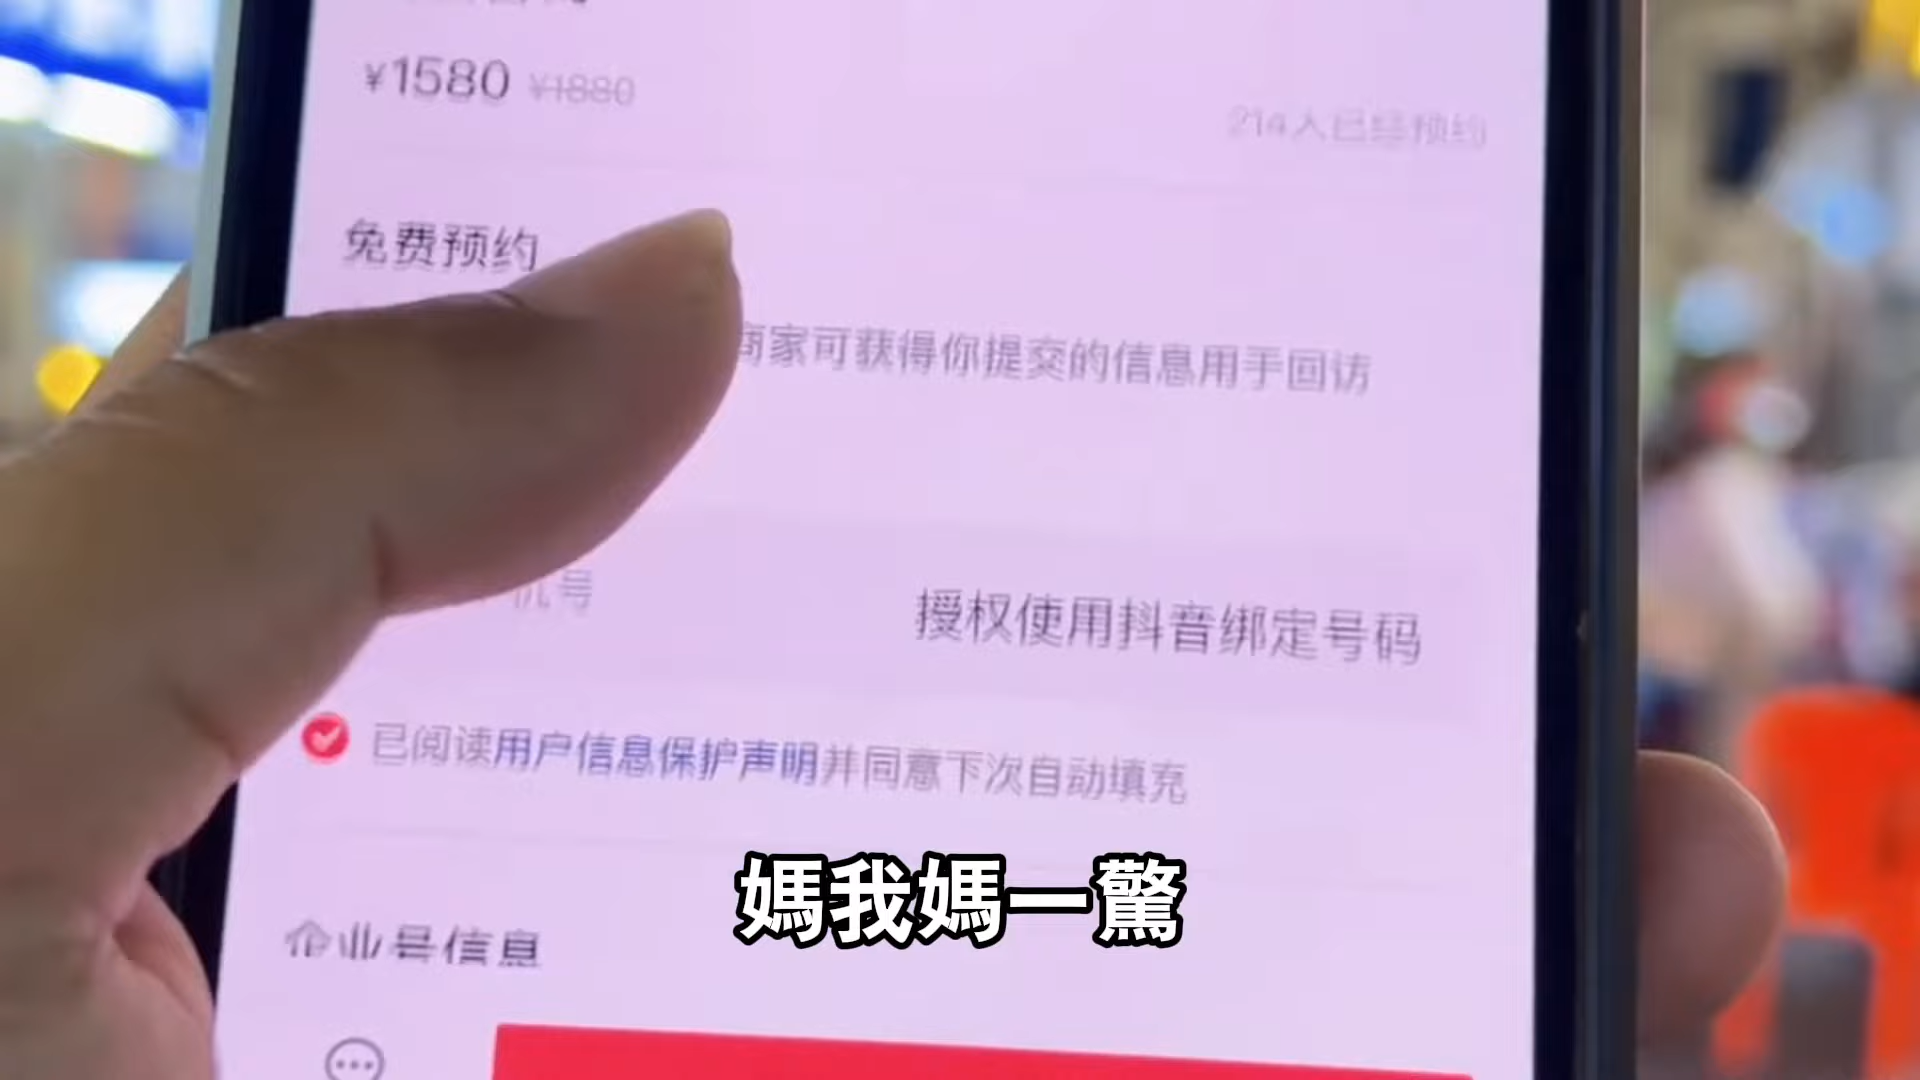 ¥1580 ¥1880
214人已经预约
免费预约
商家可获得你提交的信息用于回访
机号
授权使用抖音绑定号码
已阅读用户信息保护声明并同意下次自动填充
媽我媽一驚
企业号信息